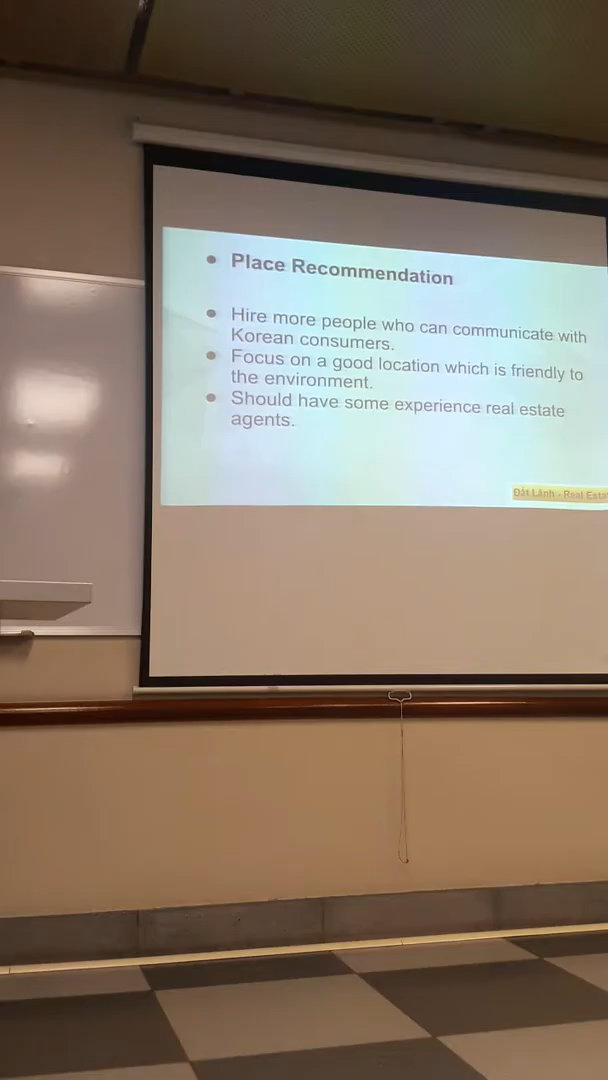 Place Recommendation
Hire more people who can communicate with
Korean consumers.
Focus on a good location which is friendly to
the environment.
Should have some experience real estate
agents.
Đất Lành - Real Esta